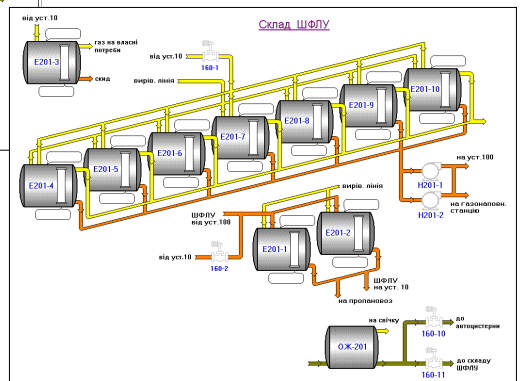 Склад ШФЛУ
від уст.10
газ на власні
потреби
Е201-3
скид
від уст.10
160-1
вирів. лінія
Е201-10
Е201-9
Е201-8
Е201-7
Е201-6
Е201-5
Е201-4
на уст.100
Н201-1
на газонаповн.
станцію
Н201-2
вирів. лінія
ШФЛУ
від уст.100
Е201-2
Е201-1
від уст.10
160-2
ШФЛУ
на уст. 10
на пропановоз
на свічку
до
автоцистерни
160-10
ОЖ-201
до складу
ШФЛУ
160-11